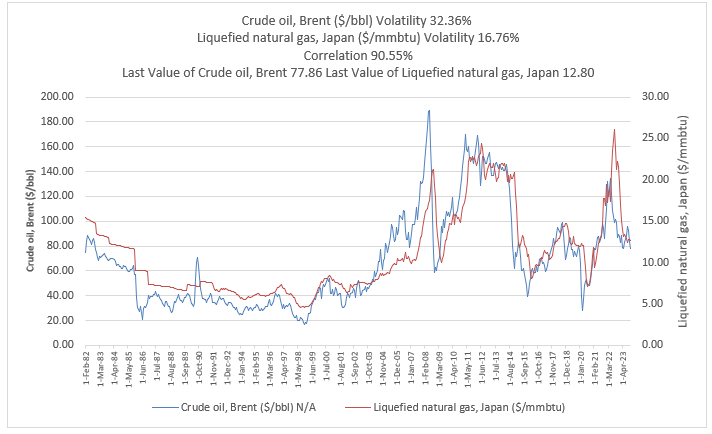 Crude oil, Brent ($/bbl) Volatility 32.36%
Liquefied natural gas, Japan ($/mmbtu) Volatility 16.76%
Correlation 90.55%
Last Value of Crude oil, Brent 77.86 Last Value of Liquefied natural gas, Japan 12.80
200.00
180.00
160.00
140.00
120.00
100.00
80.00
60.00
40.00
20.00
0.00
Crude oil, Brent ($/bbl)
30.00
25.00
20.00
15.00
10.00
5.00
0.00
Liquefied natural gas, Japan ($/mmbtu)
1-Feb-82
1-Mar-83
1-Apr-84
1-May-85
1-Jun-86
1-Jul-87
1-Aug-88
1-Sep-89
1-Oct-90
1-Nov-91
1-Dec-92
1-Jan-94
1-Feb-95
1-Mar-96
1-Apr-97
1-May-98
1-Jun-99
1-Jul-00
1-Aug-01
1-Sep-02
1-Oct-03
1-Nov-04
1-Dec-05
1-Jan-07
1-Feb-08
1-Mar-09
1-Apr-10
1-May-11
1-Jun-12
1-Jul-13
1-Aug-14
1-Sep-15
1-Oct-16
1-Nov-17
1-Dec-18
1-Jan-20
1-Feb-21
1-Mar-22
1-Apr-23
Crude oil, Brent ($/bbl) N/A
Liquefied natural gas, Japan ($/mmbtu)